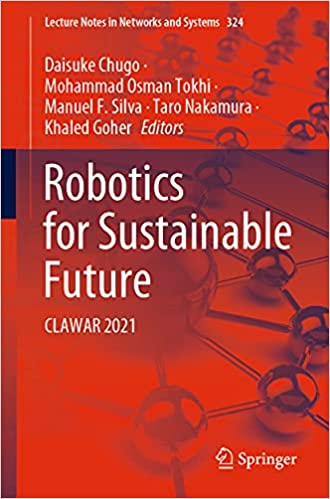 Lecture Notes in Networks and Systems 324
Daisuke Chugo ·
Mohammad Osman Tokhi ·
Manuel F. Silva · Taro Nakamura ·
Khaled Goher Editors
Robotics
for Sustainable
Future
CLAWAR 2021
Springer